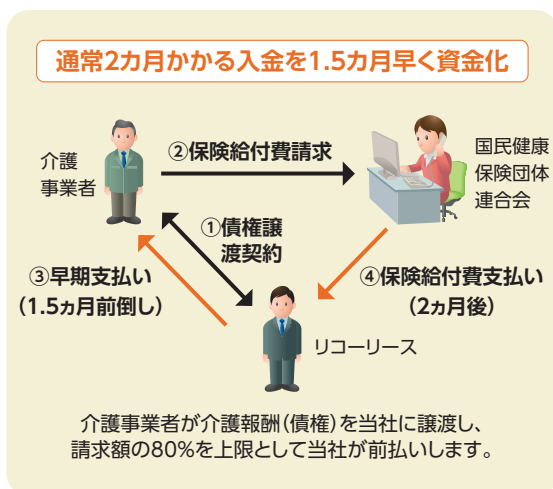 通常2カ月かかる入金を1.5カ月早く資金化
介護
事業者
②保険給付費請求
国民健康
保険団体
連合会
①債権譲
渡契約
③早期支払い
(1.5ヵ月前倒し)
④保険給付費支払い
(2ヵ月後)
リコーリース
介護事業者が介護報酬(債権)を当社に譲渡し、
請求額の80%を上限として当社が前払いします。